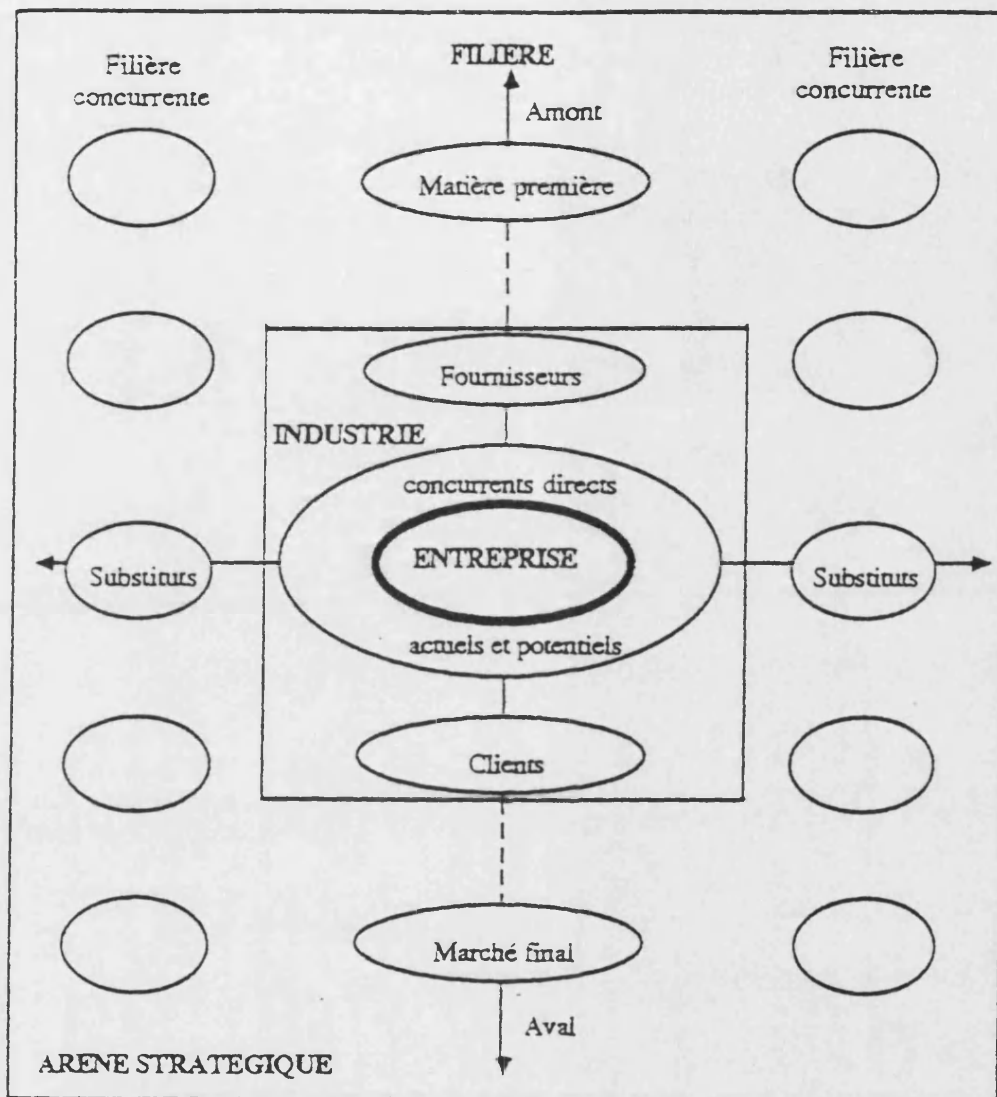 FILIERE
Filière
concurrente
Filière
concurrente
Amont
Matière première
Fournisseurs
INDUSTRIE
concurrents directs
ENTREPRISE
Substituts
Substituts
actuels et potentiels
Clients
Marché final
Aval
ARENE STRATEGIQUE